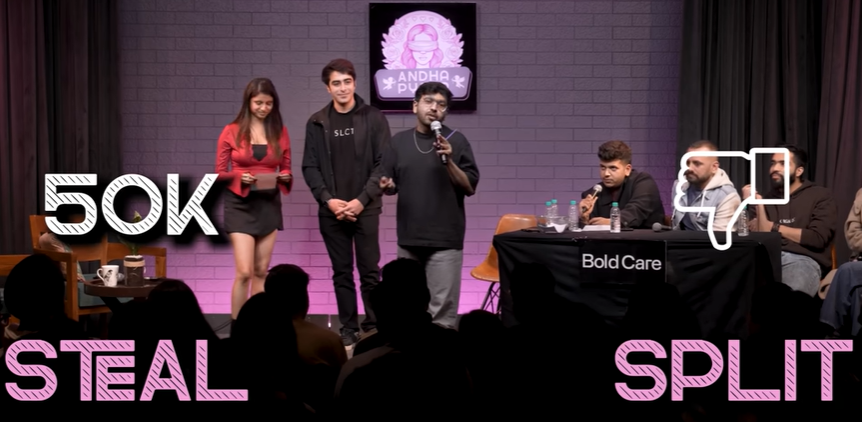 ANDHA
SLCT
50K
Bold Care
STEAL
SPLIT